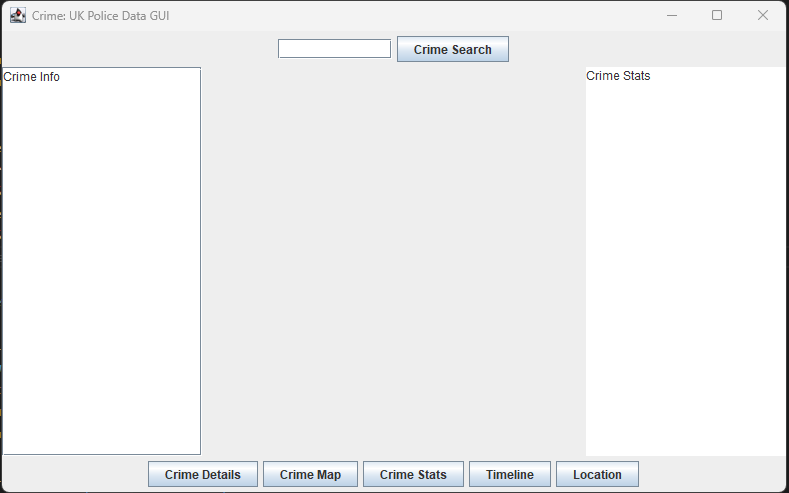 Crime: UK Police Data GUI
Crime Search
Crime Info
Crime Stats
Crime Details Crime Map Crime Stats Timeline Location